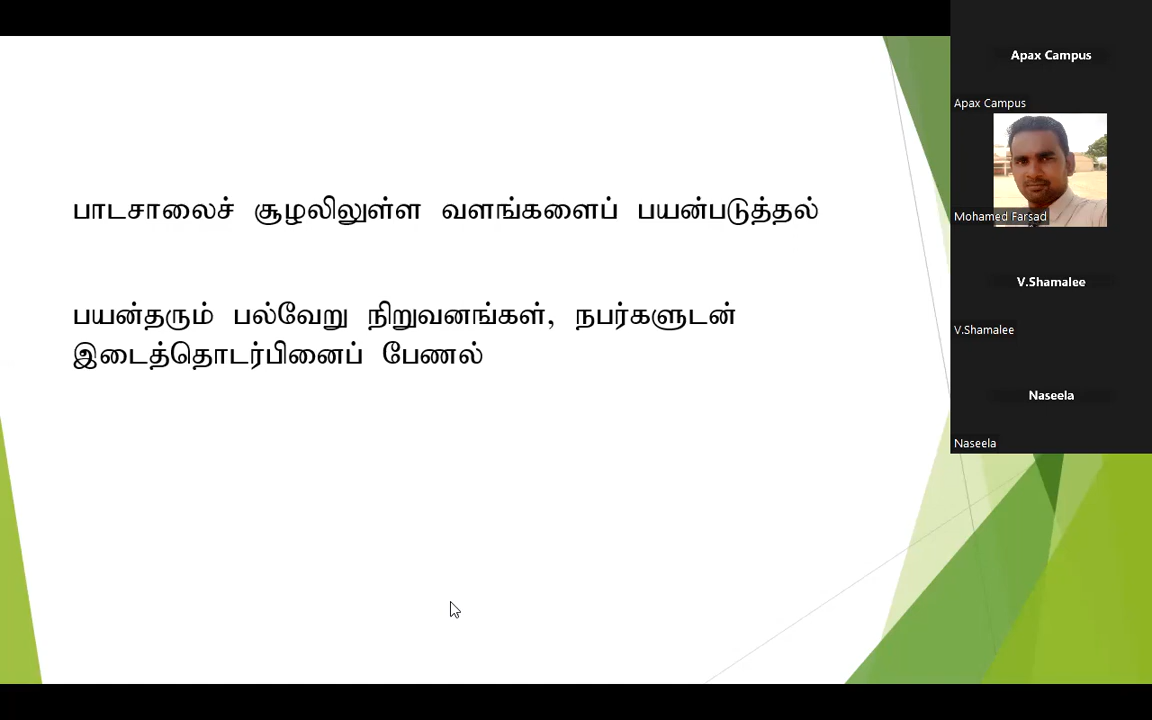 பாடசாலைச் சூழலிலுள்ள வளங்களைப் பயன்படுத்தல்
பயன்தரும் பல்வேறு நிறுவனங்கள், நபர்களுடன்
இடைத்தொடர்பினைப் பேணல்
Apax Campus
Apax Campus
Mohamed Farsad
V.Shamalee
V.Shamalee
Naseela
Naseela